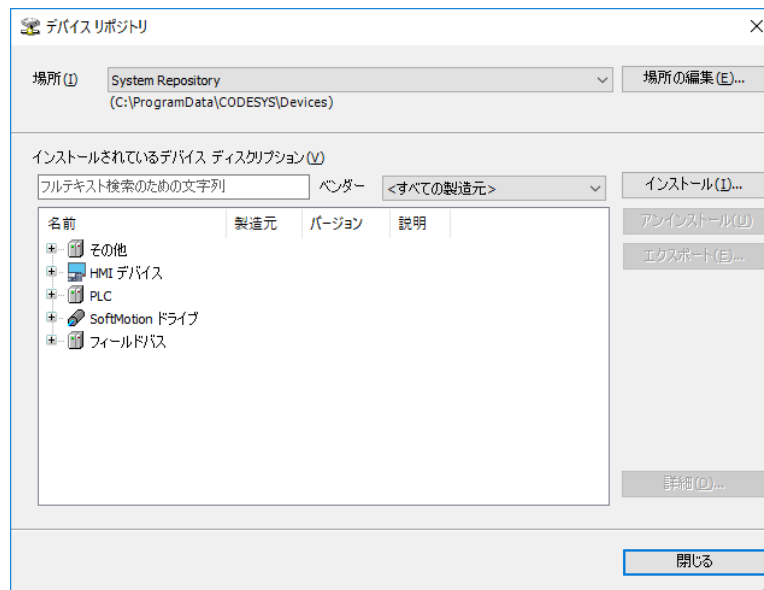 デバイス リポジトリ
場所(I) System Repository 場所の編集(E)...
(C:\ProgramData\CODESYS\Devices)
インストールされているデバイス ディスクリプション(V)
フルテキスト検索のための文字列 ベンダー <すべての製造元> インストール(I)...
名前 製造元 バージョン 説明 アンインストール(U)
その他
HMI デバイス エクスポート(E)...
PLC
SoftMotion ドライブ
フィールドバス
詳細(D)...
閉じる